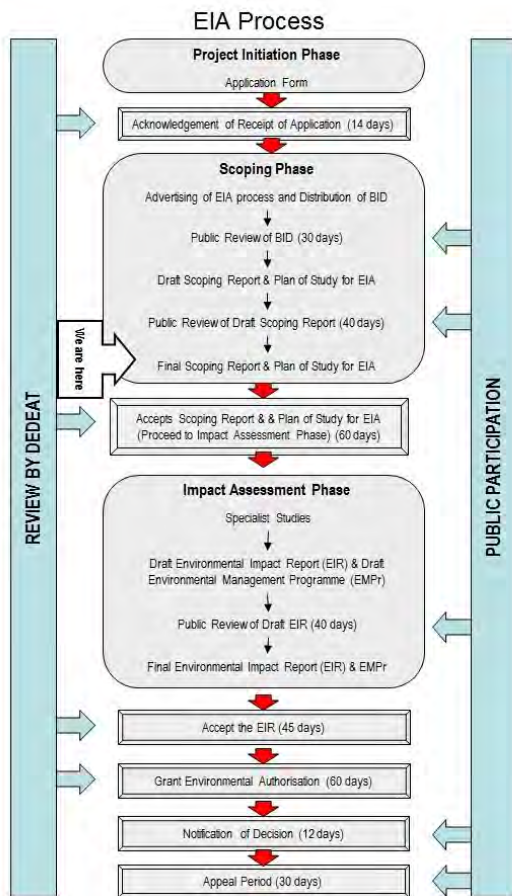 EIA Process
Project Initiation Phase
Application Form
Acknowledgement of Receipt of Application (14 days)
Scoping Phase
Advertising of EIA process and Distribution of BID
Public Review of BID (30 days)
Draft Scoping Report & Plan of Study for EIA
Public Review of Draft Scoping Report (40 days)
Final Scoping Report & Plan of Study for EIA
We are here
Accepts Scoping Report & & Plan of Study for EIA
(Proceed to Impact Assessment Phase) (60 days)
Impact Assessment Phase
Specialist Studies
Draft Environmental Impact Report (EIR) & Draft
Environmental Management Programme (EMPr)
Public Review of Draft EIR (40 days)
Final Environmental Impact Report (EIR) & EMPr
Accept the EIR (45 days)
Grant Environmental Authorisation (60 days)
Notification of Decision (12 days)
Appeal Period (30 days)
REVIEW BY DEDEAT
PUBLIC PARTICIPATION